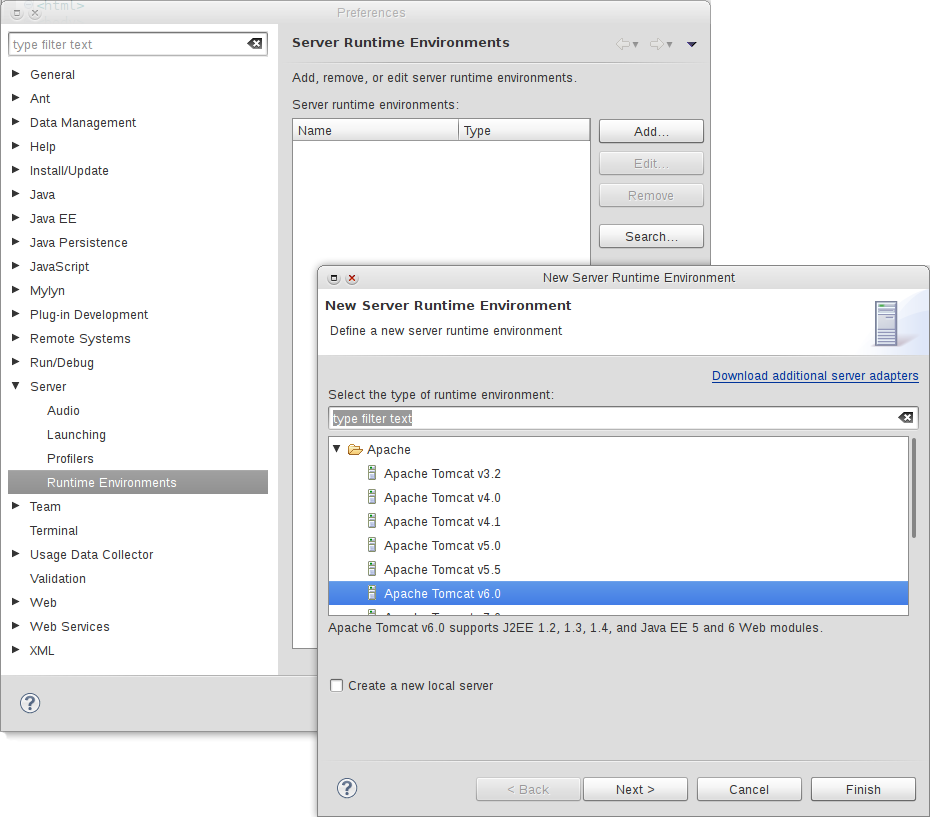 <html>
Preferences
type filter text
General
Ant
Data Management
Help
Install/Update
Java
Java EE
Java Persistence
JavaScript
Mylyn
Plug-in Development
Remote Systems
Run/Debug
Server
Audio
Launching
Profilers
Runtime Environments
Team
Terminal
Usage Data Collector
Validation
Web
Web Services
XML
?
Server Runtime Environments
Add, remove, or edit server runtime environments.
Server runtime environments:
Name Type
Add...
Edit...
Remove
Search...
New Server Runtime Environment
New Server Runtime Environment
Define a new server runtime environment
Download additional server adapters
Select the type of runtime environment:
type filter text
Apache
Apache Tomcat v3.2
Apache Tomcat v4.0
Apache Tomcat v4.1
Apache Tomcat v5.0
Apache Tomcat v5.5
Apache Tomcat v6.0
Apache Tomcat v6.0 supports J2EE 1.2, 1.3, 1.4, and Java EE 5 and 6 Web modules.
Create a new local server
?
< Back Next > Cancel Finish